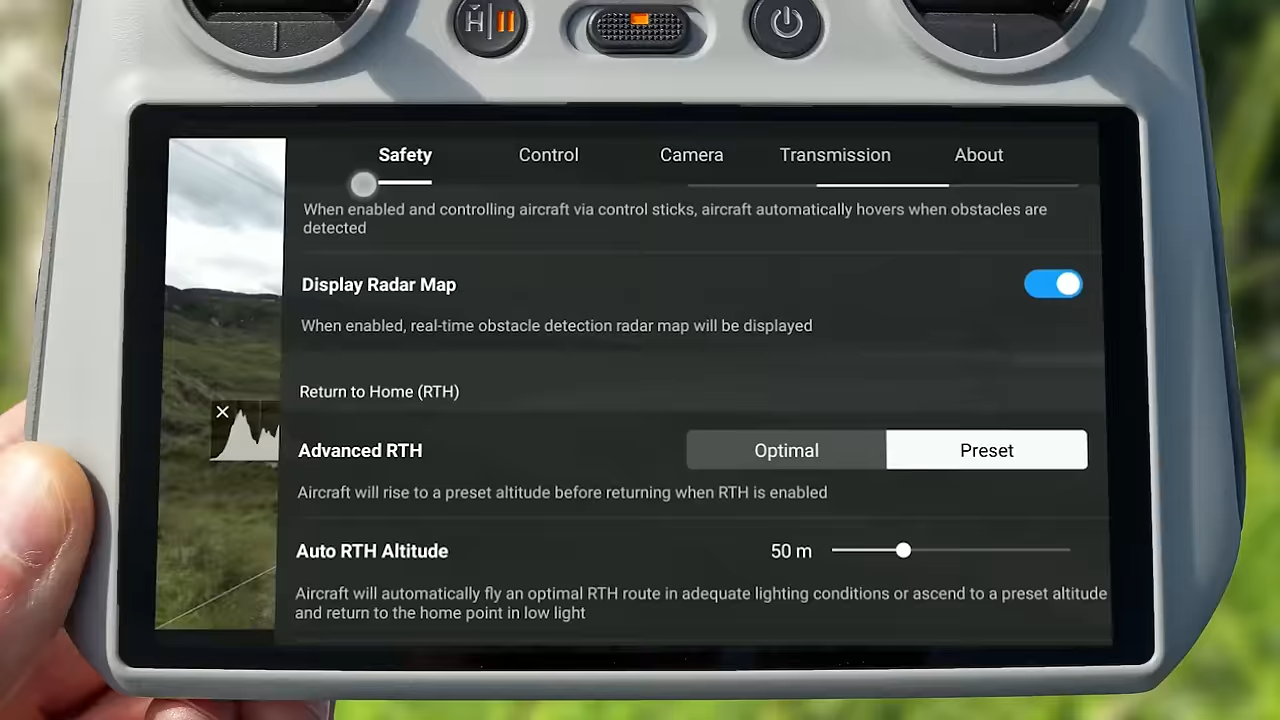 H
Safety Control Camera Transmission About
When enabled and controlling aircraft via control sticks, aircraft automatically hovers when obstacles are
detected
Display Radar Map
When enabled, real-time obstacle detection radar map will be displayed
Return to Home (RTH)
Advanced RTH Optimal Preset
Aircraft will rise to a preset altitude before returning when RTH is enabled
Auto RTH Altitude 50 m
Aircraft will automatically fly an optimal RTH route in adequate lighting conditions or ascend to a preset altitude
and return to the home point in low light